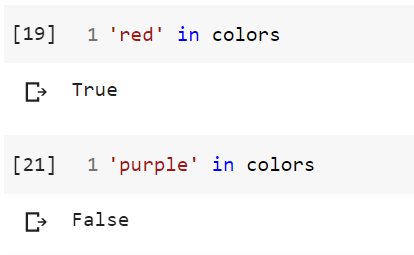 [19] 1 'red' in colors
True
[21] 1 'purple' in colors
False